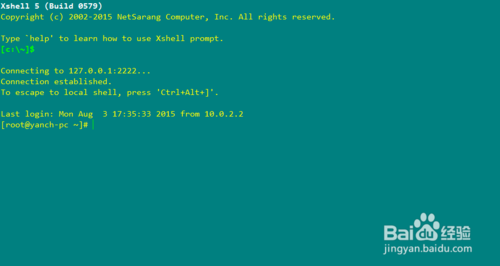 Xshell 5 (Build 0579)
Copyright (c) 2002-2015 NetSarang Computer, Inc. All rights reserved.
Type `help' to learn how to use Xshell prompt.
[c:\~]$
Connecting to 127.0.0.1:2222...
Connection established.
To escape to local shell, press 'Ctrl+Alt+]'.
Last login: Mon Aug  3 17:35:33 2015 from 10.0.2.2
[root@yanch-pc ~]#
Baidu经验
jingyan.baidu.com